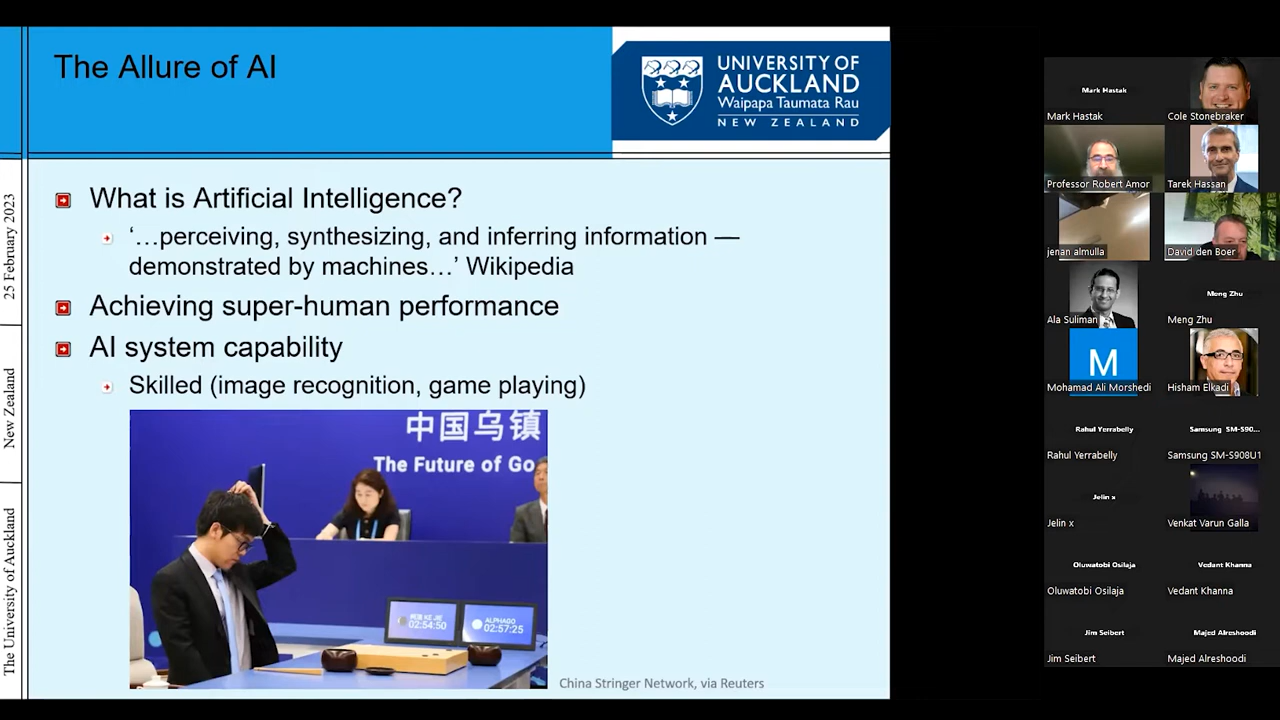 The Allure of AI
UNIVERSITY OF
AUCKLAND
Waipapa Taumata Rau
NEW ZEALAND
25 February 2023
New Zealand
The University of Auckland
What is Artificial Intelligence?
‘…perceiving, synthesizing, and inferring information —
demonstrated by machines…’ Wikipedia
Achieving super-human performance
AI system capability
Skilled (image recognition, game playing)
中国乌镇
The Future of Go
KE JIE
02:54:50
ALPHAGO
02:57:25
China Stringer Network, via Reuters
Mark Hastak
Mark Hastak
Cole Stonebraker
Professor Robert Amor
Tarek Hassan
jenan almulla
David den Boer
Ala Suliman
Meng Zhu
Meng Zhu
M
Mohamad Ali Morshedi
Hisham Elkadi
Rahul Yerrabelly
Rahul Yerrabelly
Samsung SM-S90...
Samsung SM-S908U1
Jelin x
Jelin x
Venkat Varun Galla
Oluwatobi Osilaja
Oluwatobi Osilaja
Vedant Khanna
Vedant Khanna
Jim Seibert
Jim Seibert
Majed Alreshoodi
Majed Alreshoodi